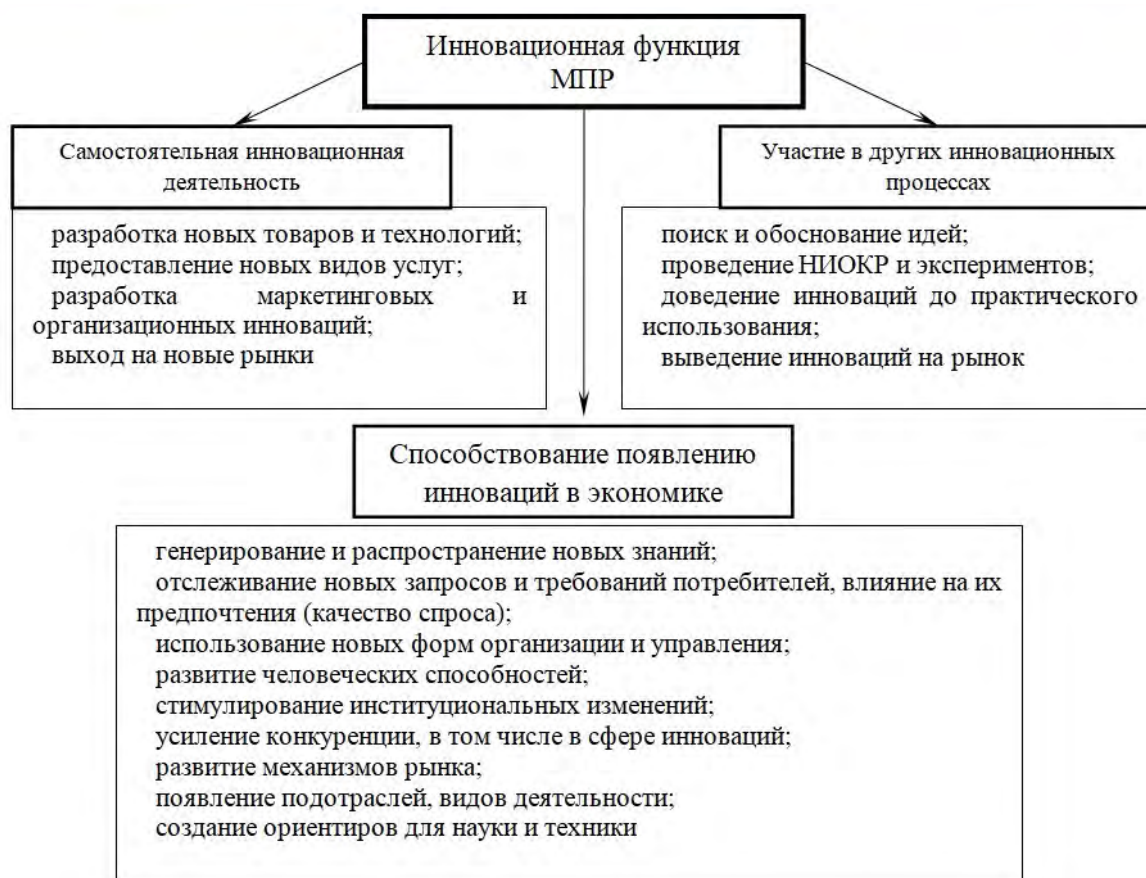 Инновационная функция
МПР
Самостоятельная инновационная
деятельность
разработка новых товаров и технологий;
предоставление новых видов услуг;
разработка маркетинговых и
организационных инноваций;
выход на новые рынки
Участие в других инновационных
процессах
поиск и обоснование идей;
проведение НИОКР и экспериментов;
доведение инноваций до практического
использования;
выведение инноваций на рынок
Способствование появлению
инноваций в экономике
генерирование и распространение новых знаний;
отслеживание новых запросов и требований потребителей, влияние на их
предпочтения (качество спроса);
использование новых форм организации и управления;
развитие человеческих способностей;
стимулирование институциональных изменений;
усиление конкуренции, в том числе в сфере инноваций;
развитие механизмов рынка;
появление подотраслей, видов деятельности;
создание ориентиров для науки и техники